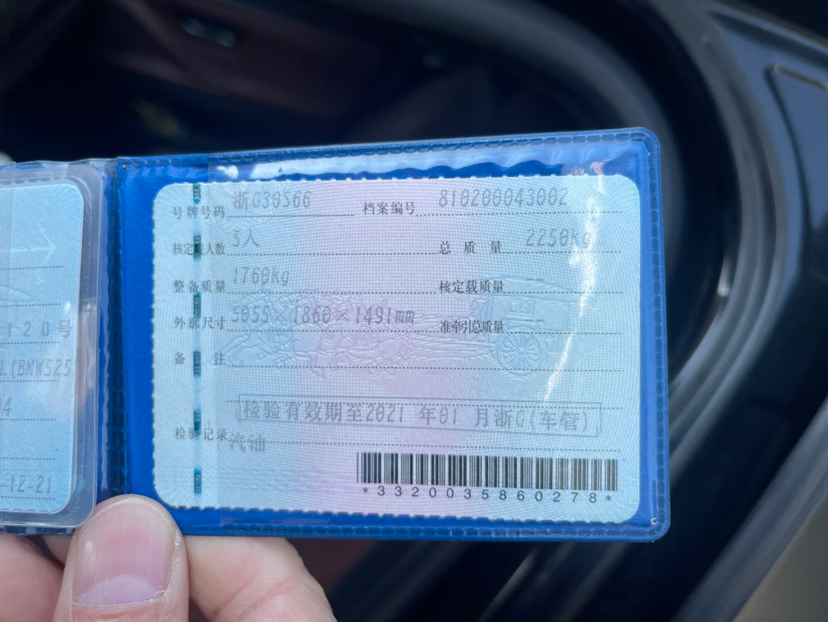 号牌号码 浙G30S66 档案编号 810200043002
核定载人数 5人 总质量 2250kg
整备质量 1760kg 核定载质量 --
外廓尺寸 5055×1860×1491mm 准牵引总质量 --
备注
检验有效期至2021年01月浙G(车管)
检验记录 汽油
*3320035860278*
120号
L(BMW525
04
-12-21